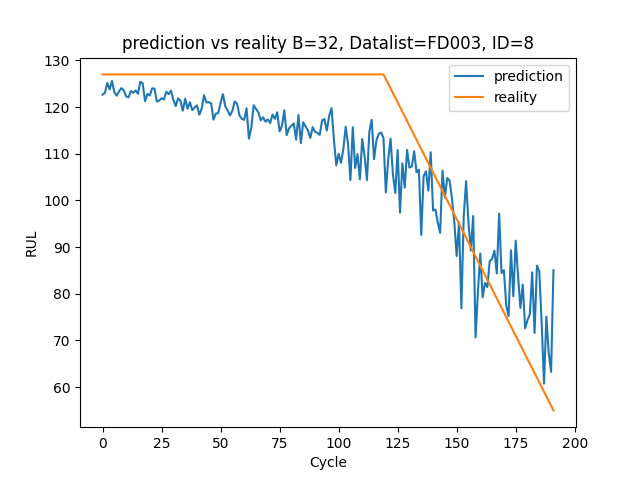 prediction vs reality B=32, Datalist=FD003, ID=8
prediction
reality
RUL
130
120
110
100
90
80
70
60
0 25 50 75 100 125 150 175 200
Cycle